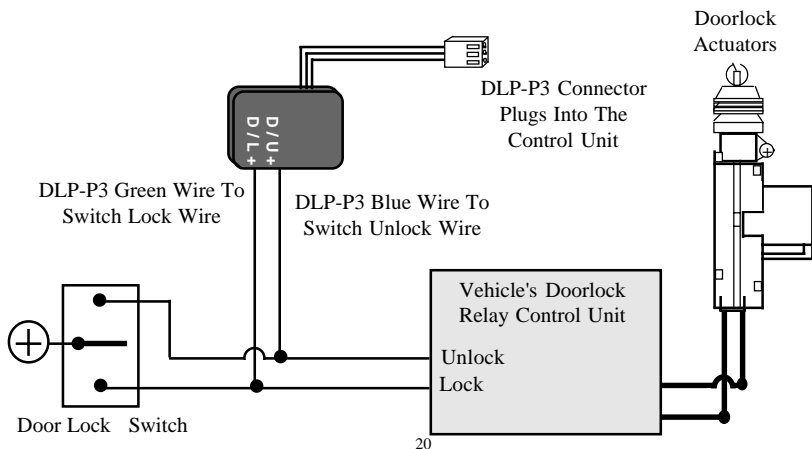 Doorlock
Actuators
DLP-P3 Connector
Plugs Into The
Control Unit
D/U+
D/L+
DLP-P3 Green Wire To
Switch Lock Wire
DLP-P3 Blue Wire To
Switch Unlock Wire
Vehicle's Doorlock
Relay Control Unit
Unlock
Lock
Door Lock Switch
20